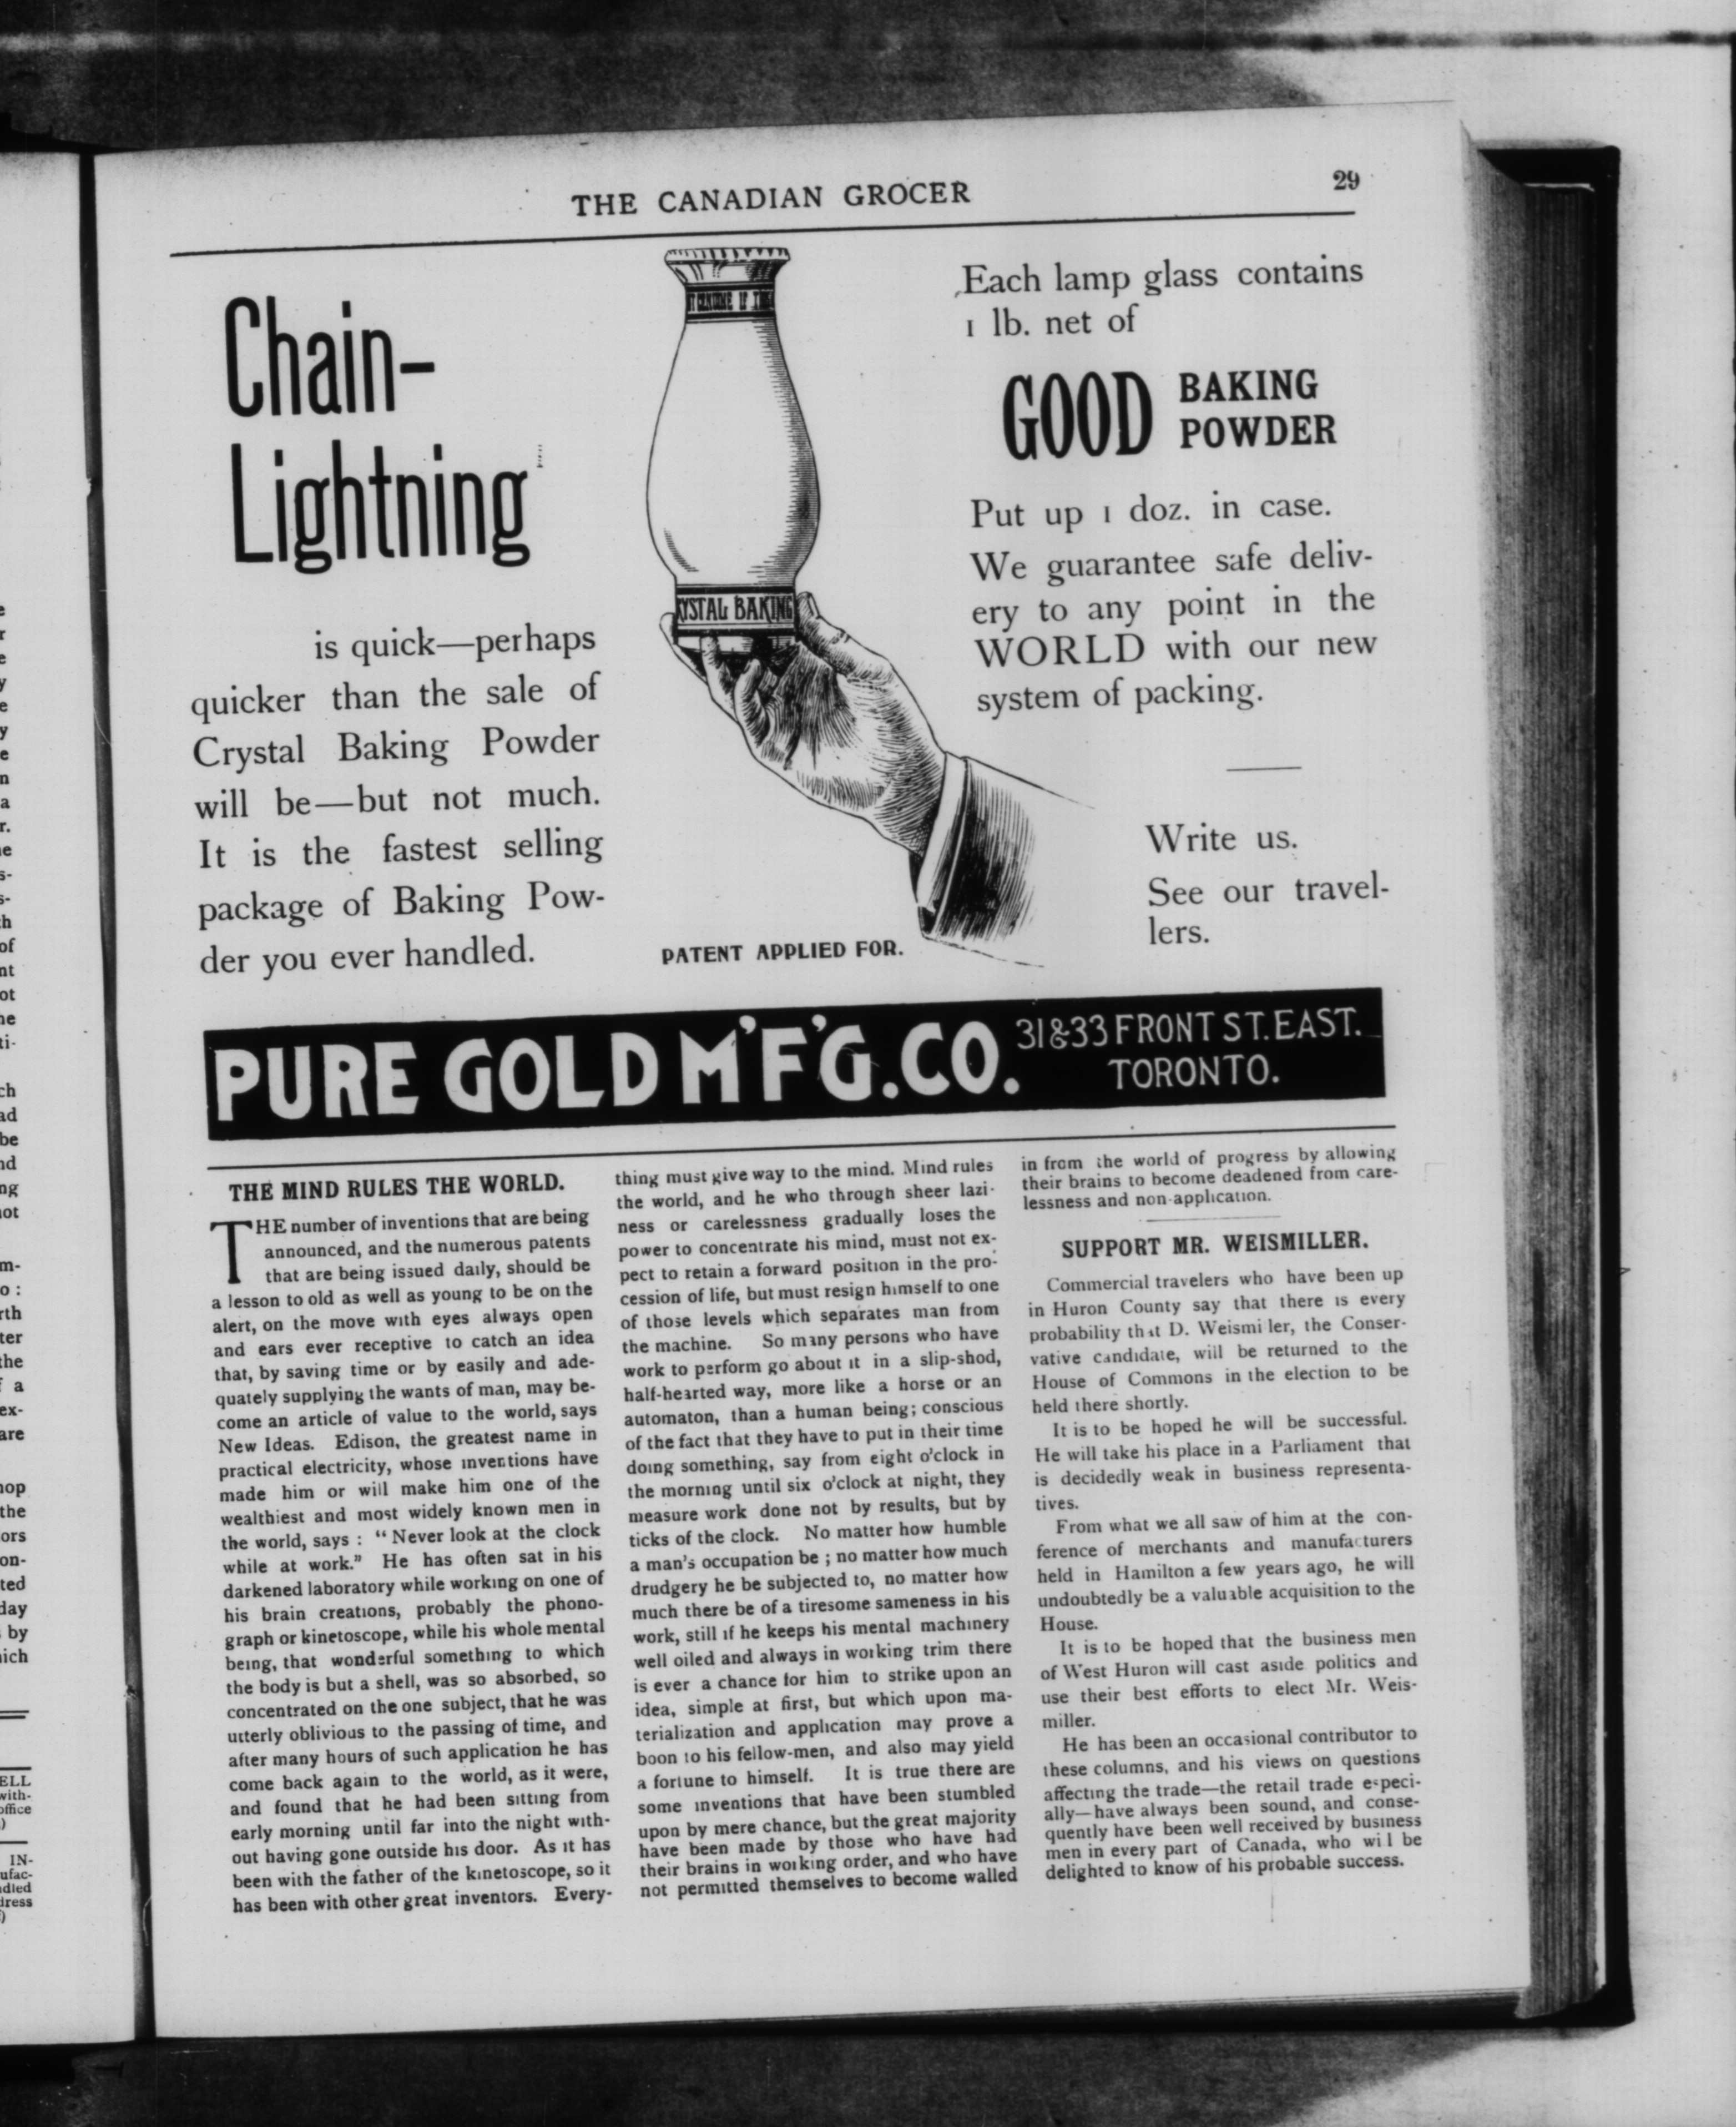 THE CANADIAN GROCER
29
Chain-
Lightning
is quick—perhaps
quicker than the sale of
Crystal Baking Powder
will be—but not much.
It is the fastest selling
package of Baking Pow-
der you ever handled.
YSTAL BAKING
PATENT APPLIED FOR.
Each lamp glass contains
1 lb. net of
GOOD BAKING
POWDER
Put up 1 doz. in case.
We guarantee safe deliv-
ery to any point in the
WORLD with our new
system of packing.
Write us.
See our travel-
lers.
PURE GOLD M'F'G. CO. 31 & 33 FRONT ST. EAST.
TORONTO.
THE MIND RULES THE WORLD.
THE number of inventions that are being
announced, and the numerous patents
that are being issued daily, should be
a lesson to old as well as young to be on the
alert, on the move with eyes always open
and ears ever receptive to catch an idea
that, by saving time or by easily and ade-
quately supplying the wants of man, may be-
come an article of value to the world, says
New Ideas. Edison, the greatest name in
practical electricity, whose inventions have
made him or will make him one of the
wealthiest and most widely known men in
the world, says : "Never look at the clock
while at work." He has often sat in his
darkened laboratory while working on one of
his brain creations, probably the phono-
graph or kinetoscope, while his whole mental
being, that wonderful something to which
the body is but a shell, was so absorbed, so
concentrated on the one subject, that he was
utterly oblivious to the passing of time, and
after many hours of such application he has
come back again to the world, as it were,
and found that he had been sitting from
early morning until far into the night with-
out having gone outside his door. As it has
been with the father of the kinetoscope, so it
has been with other great inventors. Every-
thing must give way to the mind. Mind rules
the world, and he who through sheer lazi-
ness or carelessness gradually loses the
power to concentrate his mind, must not ex-
pect to retain a forward position in the pro-
cession of life, but must resign himself to one
of those levels which separates man from
the machine. So many persons who have
work to perform go about it in a slip-shod,
half-hearted way, more like a horse or an
automaton, than a human being; conscious
of the fact that they have to put in their time
doing something, say from eight o'clock in
the morning until six o'clock at night, they
measure work done not by results, but by
ticks of the clock. No matter how humble
a man's occupation be ; no matter how much
drudgery he be subjected to, no matter how
much there be of a tiresome sameness in his
work, still if he keeps his mental machinery
well oiled and always in working trim there
is ever a chance for him to strike upon an
idea, simple at first, but which upon ma-
terialization and application may prove a
boon to his fellow-men, and also may yield
a fortune to himself. It is true there are
some inventions that have been stumbled
upon by mere chance, but the great majority
have been made by those who have had
their brains in working order, and who have
not permitted themselves to become walled
in from the world of progress by allowing
their brains to become deadened from care-
lessness and non-application.
SUPPORT MR. WEISMILLER.
Commercial travelers who have been up
in Huron County say that there is every
probability that D. Weismiller, the Conser-
vative candidate, will be returned to the
House of Commons in the election to be
held there shortly.
It is to be hoped he will be successful.
He will take his place in a Parliament that
is decidedly weak in business representa-
tives.
From what we all saw of him at the con-
ference of merchants and manufacturers
held in Hamilton a few years ago, he will
undoubtedly be a valuable acquisition to the
House.
It is to be hoped that the business men
of West Huron will cast aside politics and
use their best efforts to elect Mr. Weis-
miller.
He has been an occasional contributor to
these columns, and his views on questions
affecting the trade—the retail trade especi-
ally—have always been sound, and conse-
quently have been well received by business
men in every part of Canada, who will be
delighted to know of his probable success.